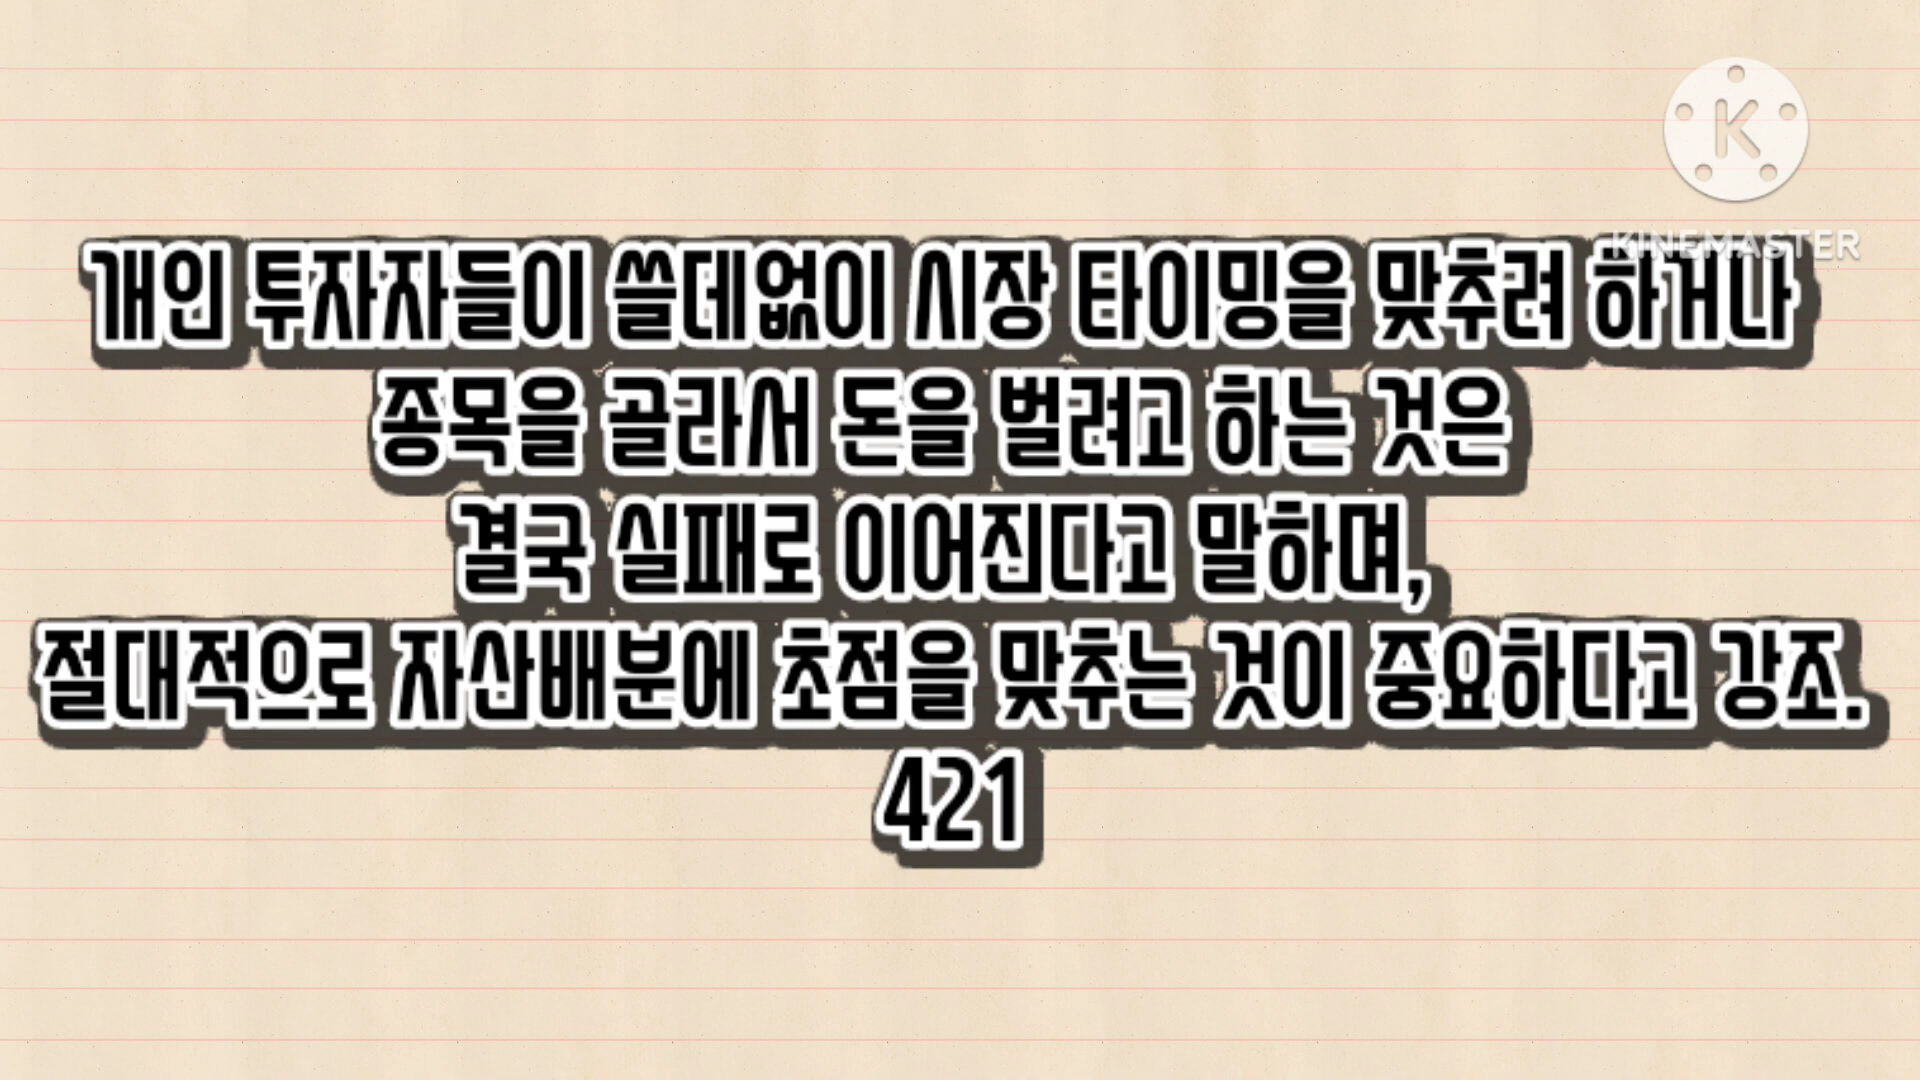 K
KINEMASTER
개인 투자자들이 쓸데없이 시장 타이밍을 맞추려 하거나
종목을 골라서 돈을 벌려고 하는 것은
결국 실패로 이어진다고 말하며,
절대적으로 자산배분에 초점을 맞추는 것이 중요하다고 강조.
421